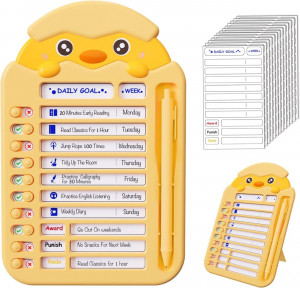 DAILY GOAL
WEEK
20 Minutes Early Reading Monday
Read Classics For 1 Hour Tuesday
Jump Rope 100 Times Wednesday
Tidy Up The Room Thursday
Practise Calligraphy For 30 Minutes Friday
Practise English Listening Saturday
Weekly Diary Sunday
Award Go Out On weekends
Punish No Snacks For Next Week
Read Classics for 1 hour
DAILY GOAL
WEEK
Award
Punish